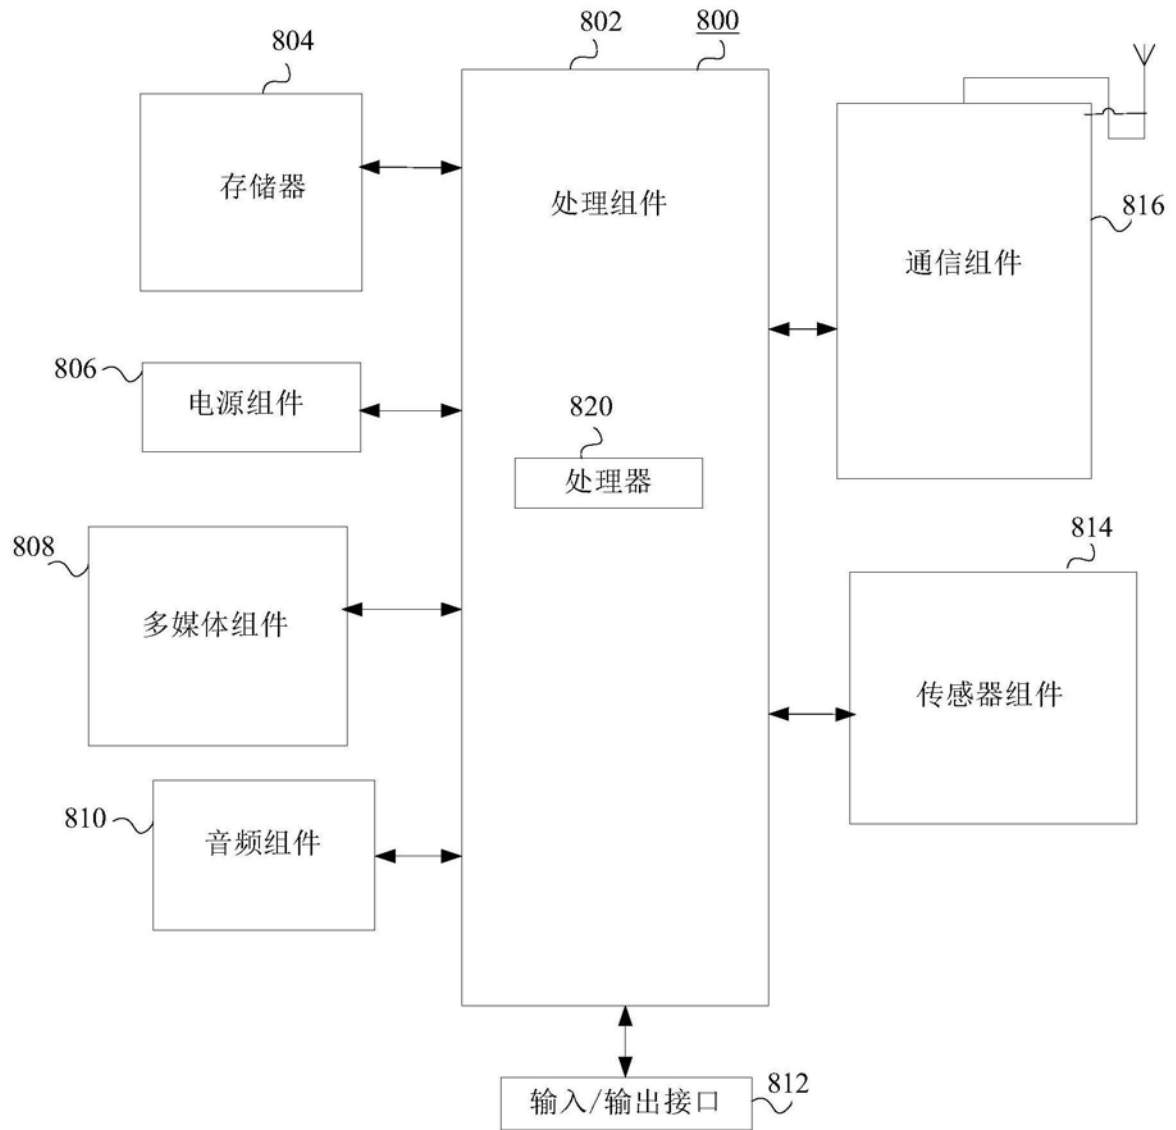 802
800
804
存储器
处理组件
816
通信组件
806
电源组件
820
处理器
808
多媒体组件
814
传感器组件
810
音频组件
输入/输出接口
812